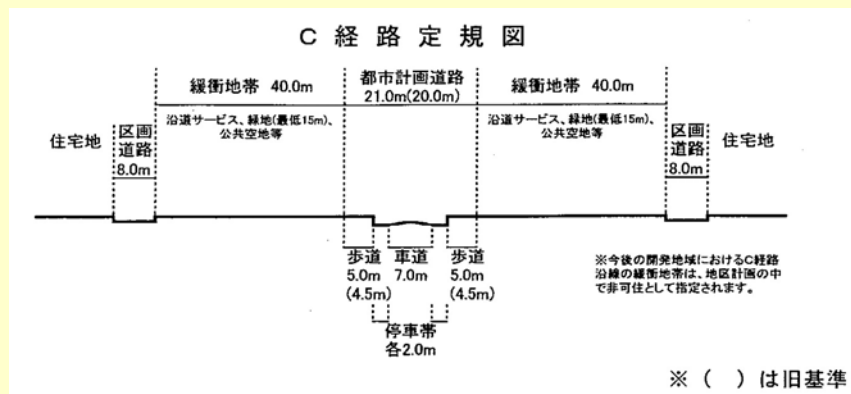 C経路定規図
緩衝地帯 40.0m
都市計画道路
21.0m(20.0m)
緩衝地帯 40.0m
沿道サービス、緑地(最低15m)、
公共空地等
沿道サービス、緑地(最低15m)、
公共空地等
住宅地
区画
道路
8.0m
区画
道路
8.0m
住宅地
歩道
5.0m
(4.5m)
車道
7.0m
歩道
5.0m
(4.5m)
停車帯
各2.0m
※今後の開発地域におけるC経路
沿線の緩衝地帯は、地区計画の中
で非可住として指定されます。
※( )は旧基準